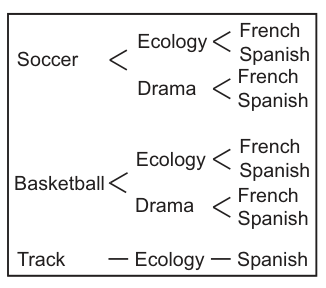 French
Soccer Ecology Spanish
Drama French
Spanish
French
Ecology Spanish
Basketball French
Drama Spanish
Track Ecology Spanish